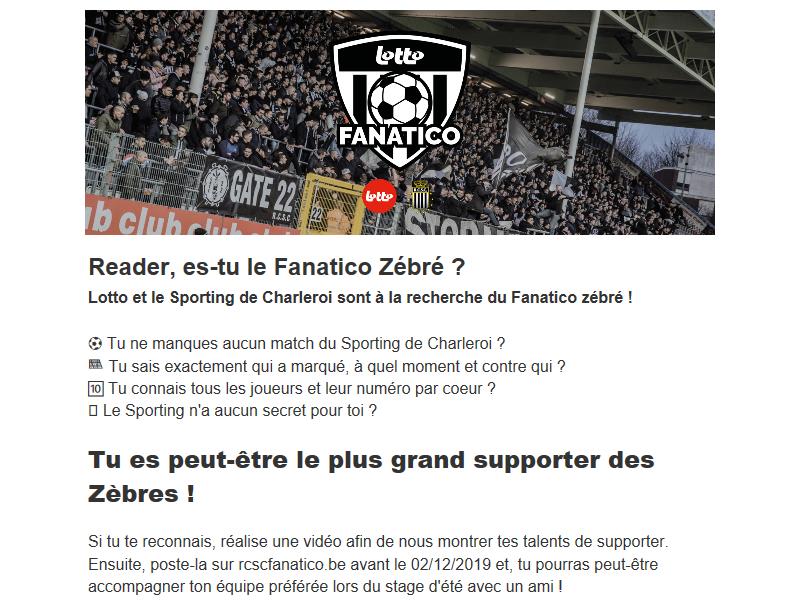 lotto
FANATICO
GATE 22
R.C.S.C
22
lotto
b club club club
STORM
Reader, es-tu le Fanatico Zébré ?
Lotto et le Sporting de Charleroi sont à la recherche du Fanatico zébré !
⚽ Tu ne manques aucun match du Sporting de Charleroi ?
🥅 Tu sais exactement qui a marqué, à quel moment et contre qui ?
🔟 Tu connais tous les joueurs et leur numéro par coeur ?
▯ Le Sporting n'a aucun secret pour toi ?
Tu es peut-être le plus grand supporter des
Zèbres !
Si tu te reconnais, réalise une vidéo afin de nous montrer tes talents de supporter.
Ensuite, poste-la sur rcscfanatico.be avant le 02/12/2019 et, tu pourras peut-être
accompagner ton équipe préférée lors du stage d'été avec un ami !